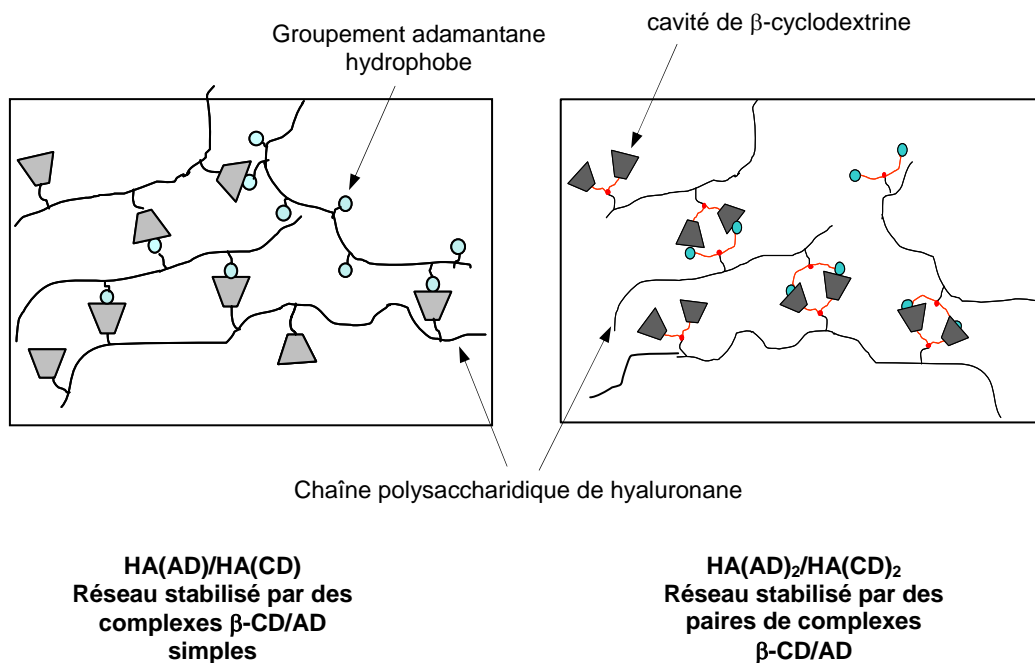 Groupement adamantane
hydrophobe
cavité de β-cyclodextrine
Chaîne polysaccharidique de hyaluronane
HA(AD)/HA(CD)
Réseau stabilisé par des
complexes β-CD/AD
simples
HA(AD)₂/HA(CD)₂
Réseau stabilisé par des
paires de complexes
β-CD/AD